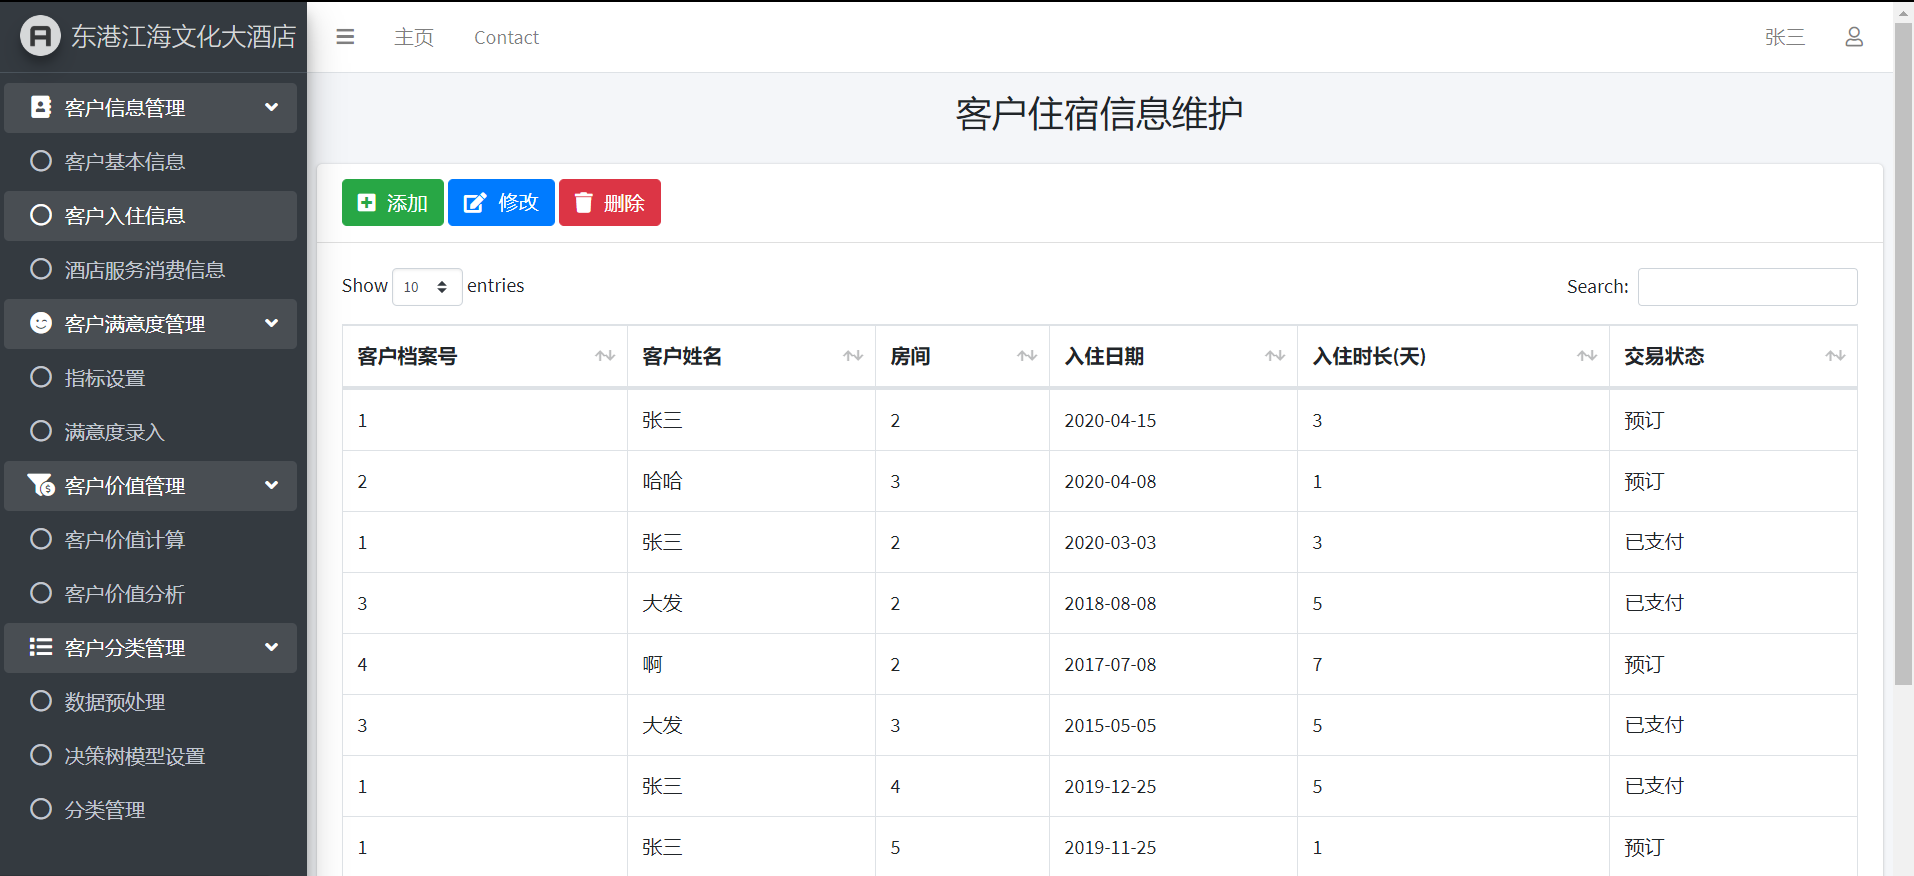 东港江海文化大酒店
主页 Contact 张三
客户信息管理
客户基本信息
客户入住信息
酒店服务消费信息
客户满意度管理
指标设置
满意度录入
客户价值管理
客户价值计算
客户价值分析
客户分类管理
数据预处理
决策树模型设置
分类管理
客户住宿信息维护
添加 修改 删除
Show 10 entries Search:
客户档案号 客户姓名 房间 入住日期 入住时长(天) 交易状态
1 张三 2 2020-04-15 3 预订
2 哈哈 3 2020-04-08 1 预订
1 张三 2 2020-03-03 3 已支付
3 大发 2 2018-08-08 5 已支付
4 啊 2 2017-07-08 7 预订
3 大发 3 2015-05-05 5 已支付
1 张三 4 2019-12-25 5 已支付
1 张三 5 2019-11-25 1 预订